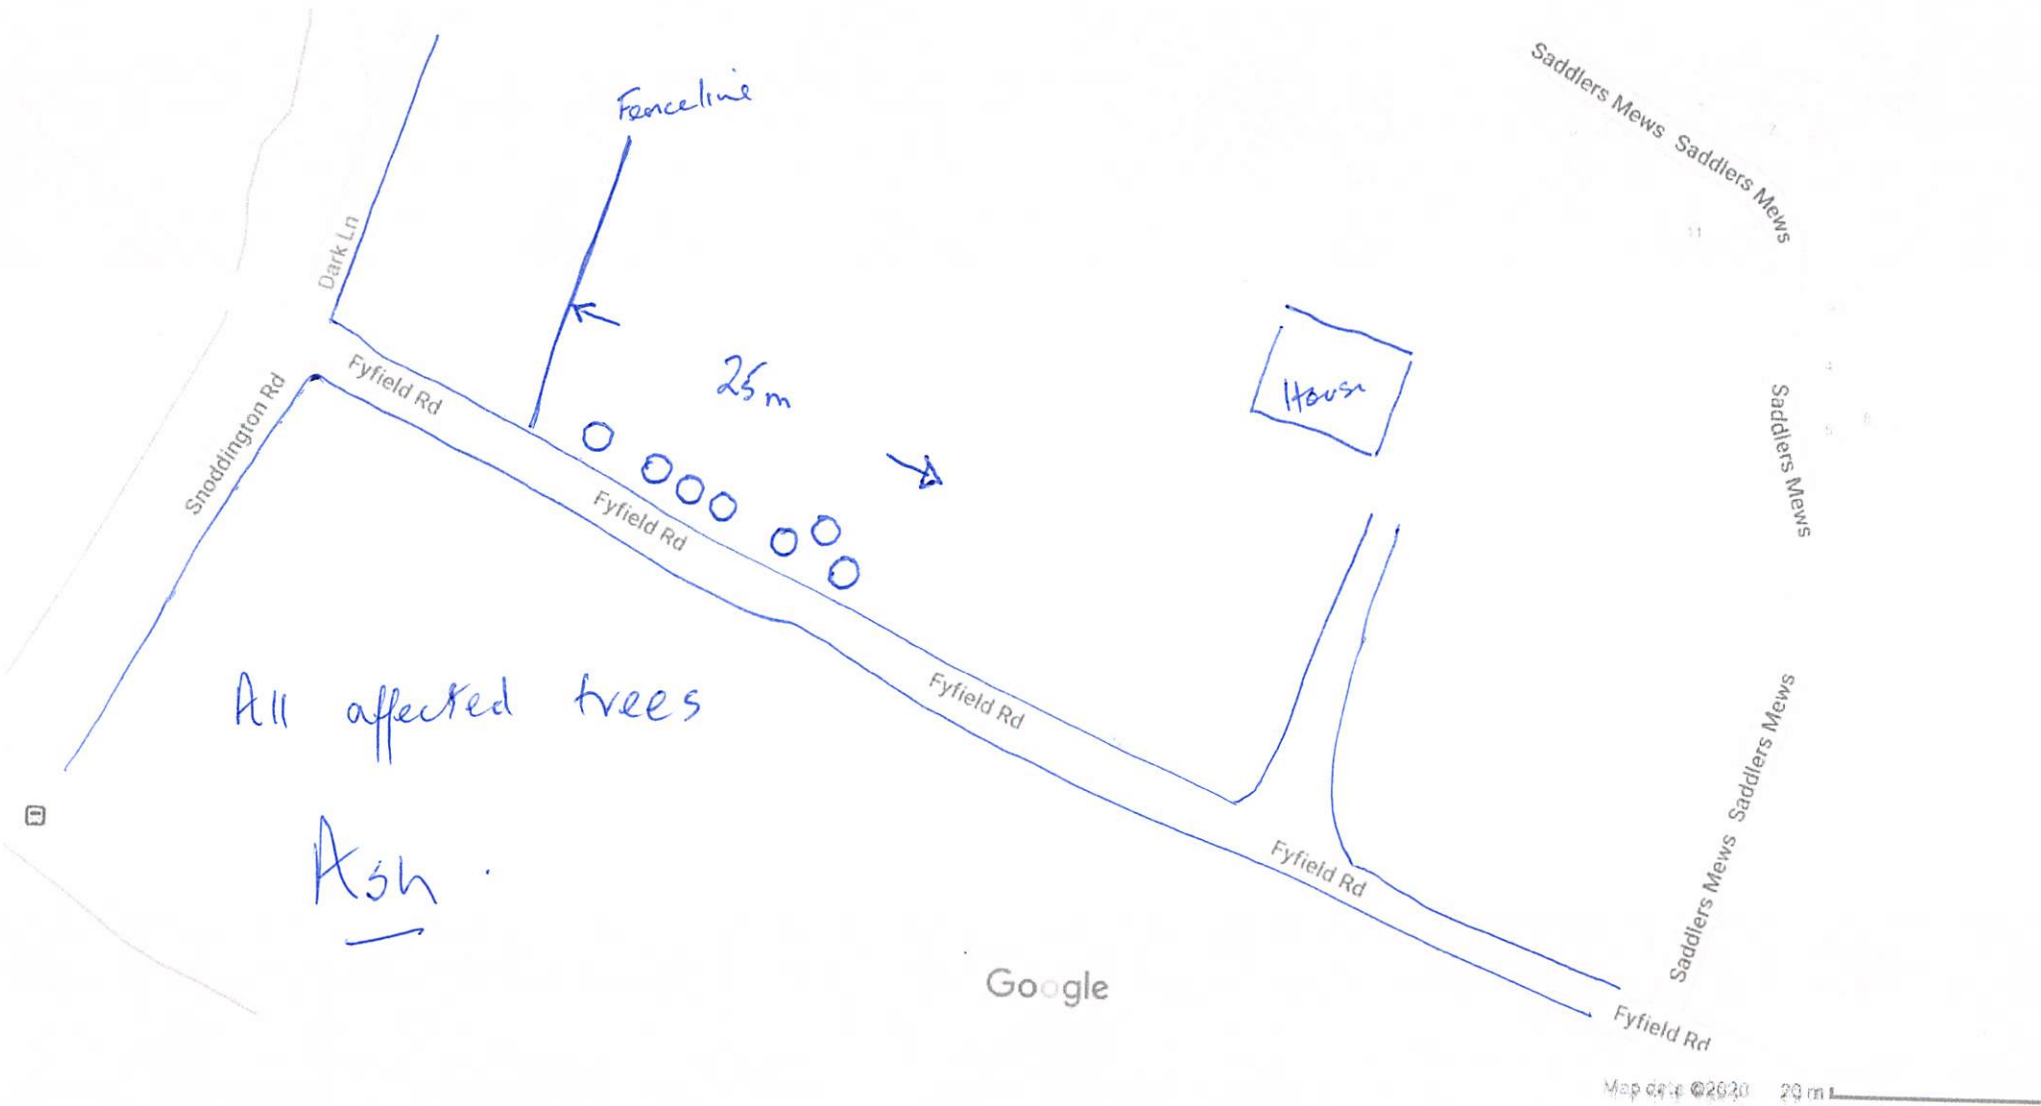 Saddlers Mews
Saddlers Mews
Fenceline
Dark Ln
11
25m
Fyfield Rd
House
Snoddington Rd
Saddlers Mews
Fyfield Rd
All affected trees
Fyfield Rd
Saddlers Mews
Ash.
Fyfield Rd
Saddlers Mews
Google
Fyfield Rd
Map data ©2020 20 m